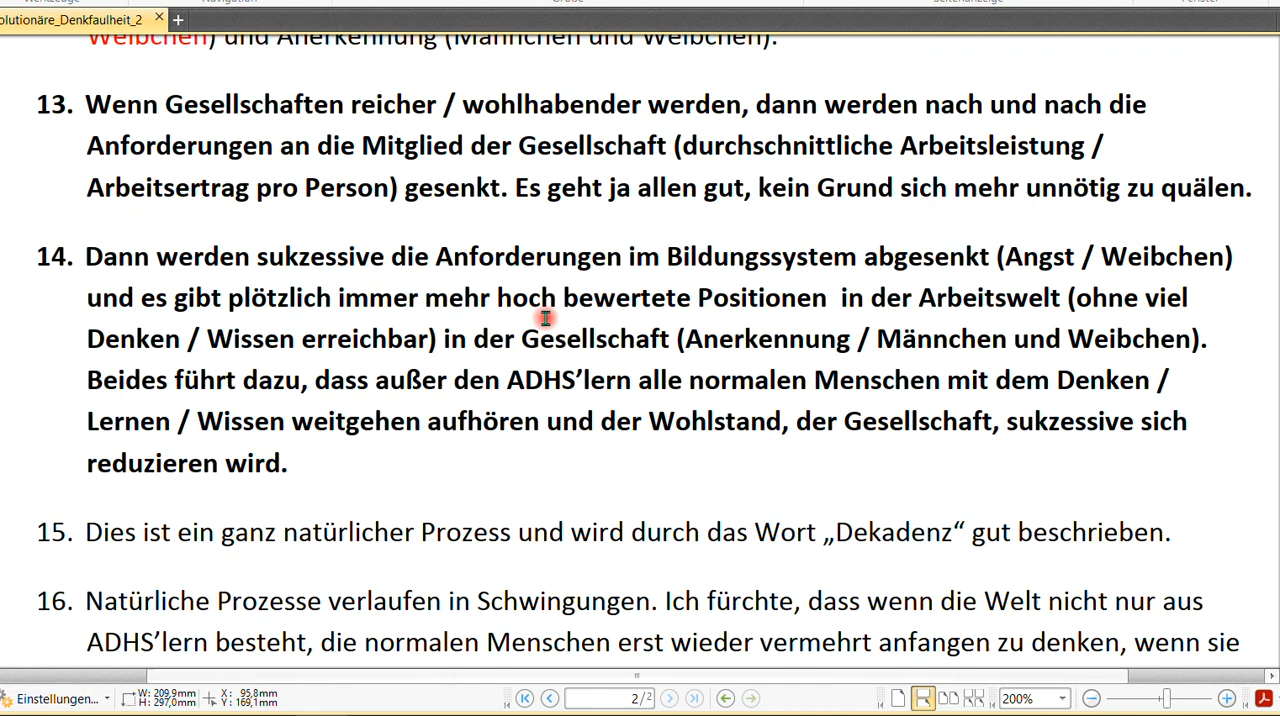 olutionäre_Denkfaulheit_2
Weibchen) und Anerkennung (Männchen und Weibchen).
13. Wenn Gesellschaften reicher / wohlhabender werden, dann werden nach und nach die
Anforderungen an die Mitglied der Gesellschaft (durchschnittliche Arbeitsleistung /
Arbeitsertrag pro Person) gesenkt. Es geht ja allen gut, kein Grund sich mehr unnötig zu quälen.
14. Dann werden sukzessive die Anforderungen im Bildungssystem abgesenkt (Angst / Weibchen)
und es gibt plötzlich immer mehr hoch bewertete Positionen in der Arbeitswelt (ohne viel
Denken / Wissen erreichbar) in der Gesellschaft (Anerkennung / Männchen und Weibchen).
Beides führt dazu, dass außer den ADHS’lern alle normalen Menschen mit dem Denken /
Lernen / Wissen weitgehen aufhören und der Wohlstand, der Gesellschaft, sukzessive sich
reduzieren wird.
15. Dies ist ein ganz natürlicher Prozess und wird durch das Wort „Dekadenz“ gut beschrieben.
16. Natürliche Prozesse verlaufen in Schwingungen. Ich fürchte, dass wenn die Welt nicht nur aus
ADHS’lern besteht, die normalen Menschen erst wieder vermehrt anfangen zu denken, wenn sie
Einstellungen... W: 209,9mm X: 95,8mm 2/2 200%
H: 297,0mm Y: 169,1mm